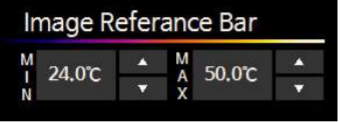 Image Referance Bar
MIN 24.0℃ ▲ ▼ MAX 50.0℃ ▲ ▼